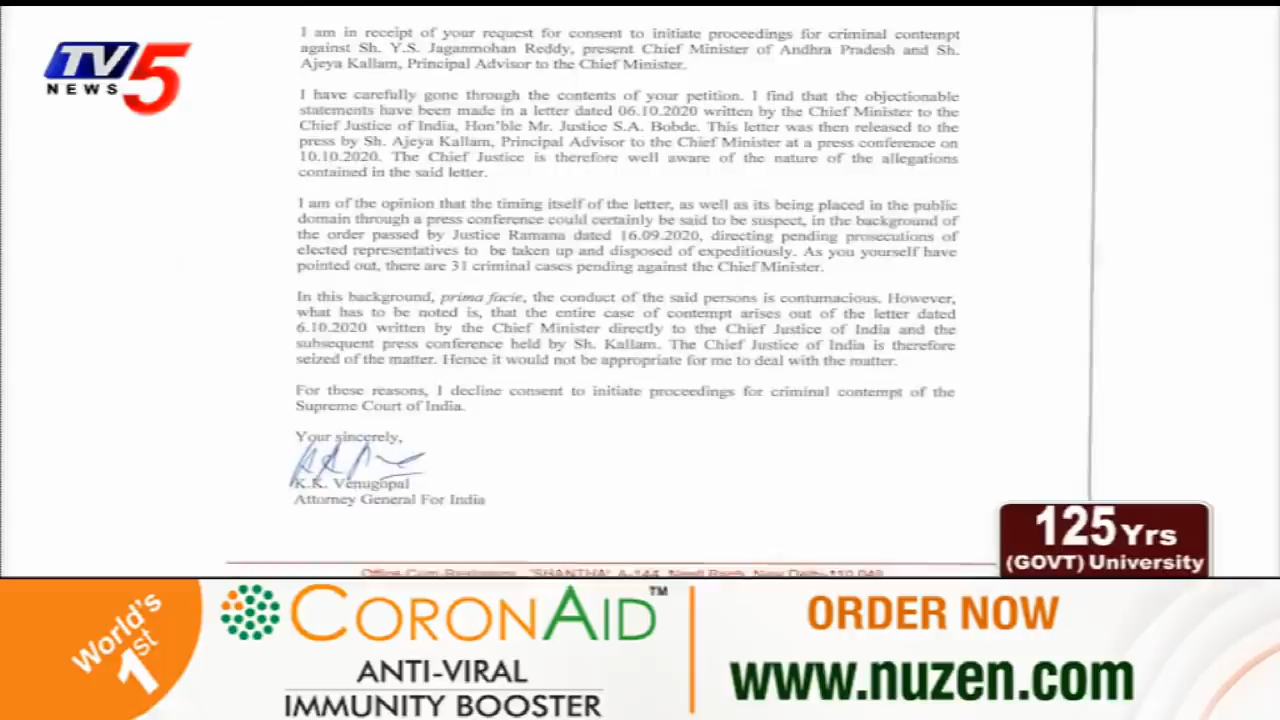 TV5
NEWS
I am in receipt of your request for consent to initiate proceedings for criminal contempt
against Sh. Y.S. Jaganmohan Reddy, present Chief Minister of Andhra Pradesh and Sh.
Ajeya Kallam, Principal Advisor to the Chief Minister.
I have carefully gone through the contents of your petition. I find that the objectionable
statements have been made in a letter dated 06.10.2020 written by the Chief Minister to the
Chief Justice of India, Hon'ble Mr. Justice S.A. Bobde. This letter was then released to the
press by Sh. Ajeya Kallam, Principal Advisor to the Chief Minister at a press conference on
10.10.2020. The Chief Justice is therefore well aware of the nature of the allegations
contained in the said letter.
I am of the opinion that the timing itself of the letter, as well as its being placed in the public
domain through a press conference could certainly be said to be suspect, in the background of
the order passed by Justice Ramana dated 16.09.2020, directing pending prosecutions of
elected representatives to be taken up and disposed of expeditiously. As you yourself have
pointed out, there are 31 criminal cases pending against the Chief Minister.
In this background, prima facie, the conduct of the said persons is contumacious. However,
what has to be noted is, that the entire case of contempt arises out of the letter dated
6.10.2020 written by the Chief Minister directly to the Chief Justice of India and the
subsequent press conference held by Sh. Kallam. The Chief Justice of India is therefore
seized of the matter. Hence it would not be appropriate for me to deal with the matter.
For these reasons, I decline consent to initiate proceedings for criminal contempt of the
Supreme Court of India.
Your sincerely,
K.K. Venugopal
Attorney General For India
125 Yrs
(GOVT) University
World's
1st
CORONAID™
ANTI-VIRAL
IMMUNITY BOOSTER
ORDER NOW
www.nuzen.com